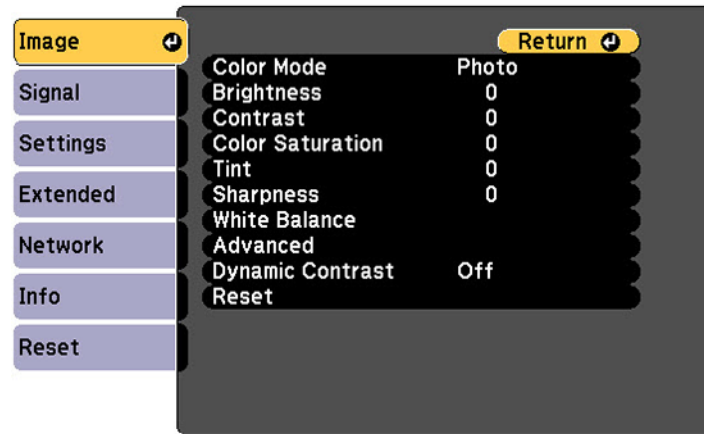 Image
Signal
Settings
Extended
Network
Info
Reset
Return
Color Mode Photo
Brightness 0
Contrast 0
Color Saturation 0
Tint 0
Sharpness 0
White Balance
Advanced
Dynamic Contrast Off
Reset